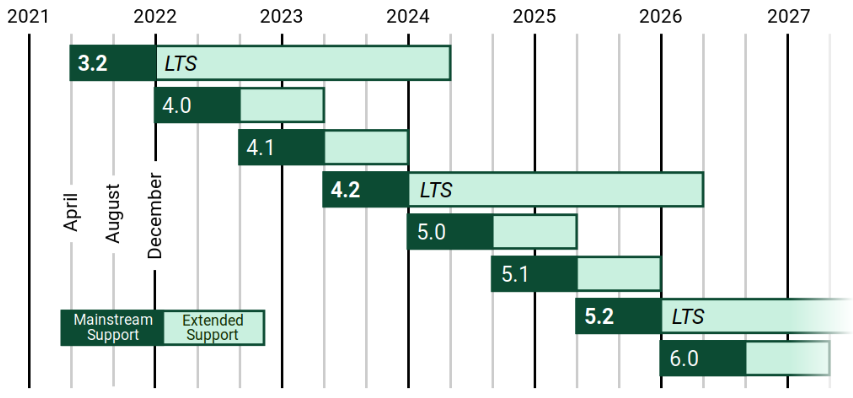 2021 2022 2023 2024 2025 2026 2027
3.2 LTS
4.0
4.1
4.2 LTS
April August December
5.0
5.1
5.2 LTS
Mainstream Support
Extended Support
6.0